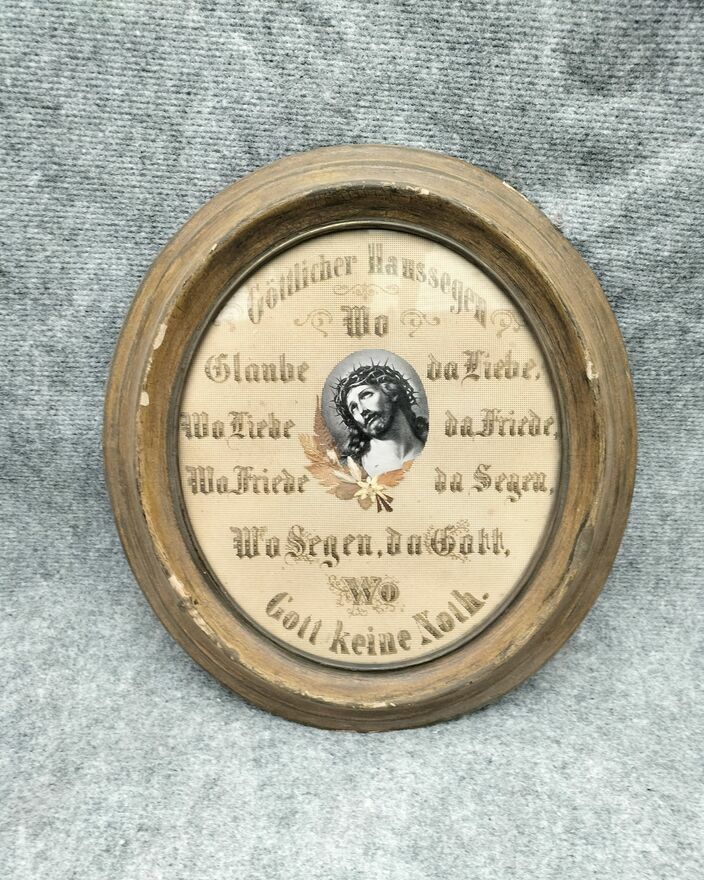 Göttlicher Haussegen
Wo
Glaube da Liebe,
Wo Liebe da Friede,
Wo Friede da Segen,
Wo Segen, da Gott,
Wo
Gott keine Noth.